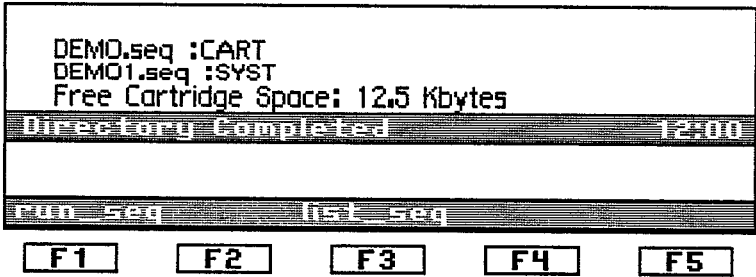 DEMO.seq :CART
DEMO1.seq :SYST
Free Cartridge Space: 12.5 Kbytes
Directory Completed 12:00
run_seq list_seq
F1 F2 F3 F4 F5